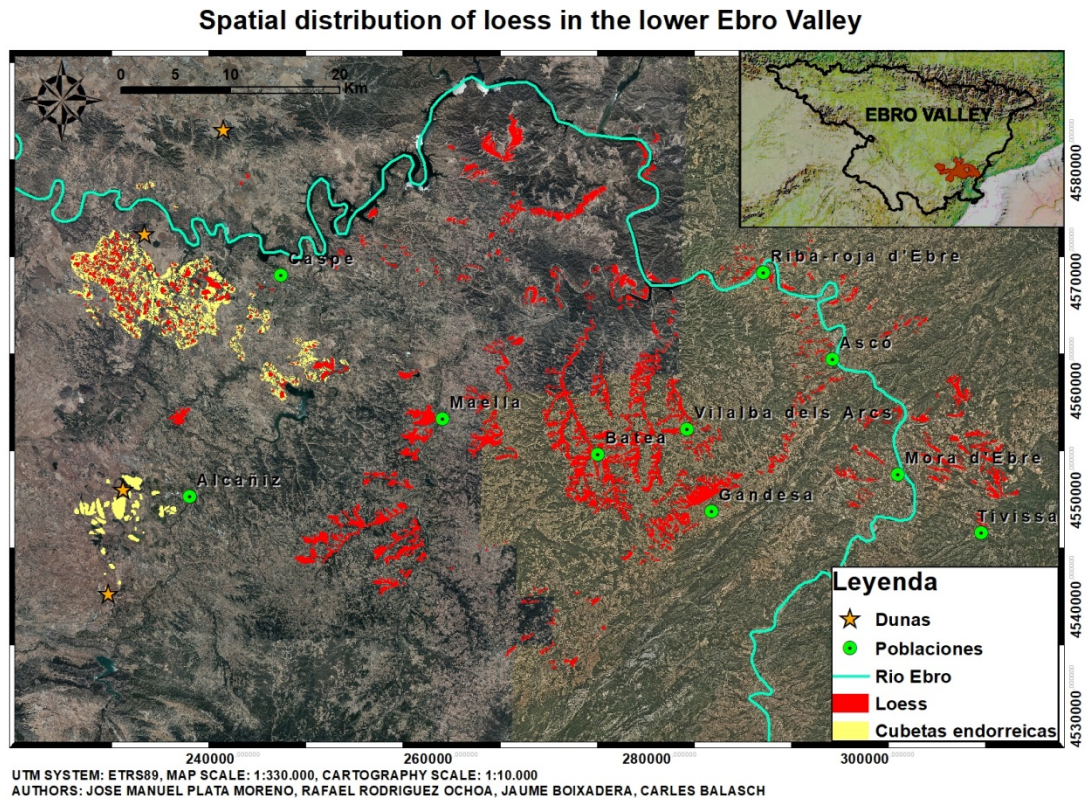 Spatial distribution of loess in the lower Ebro Valley
0 5 10 20
Km
EBRO VALLEY
Caspe
Riba-roja d'Ebre
Ascó
Maella
Vilalba dels Arcs
Batea
Mora d'Ebre
Alcañiz
Gandesa
Tivissa
Leyenda
Dunas
Poblaciones
Rio Ebro
Loess
Cubetas endorreicas
4580000
4570000
4560000
4550000
4540000
4530000
240000 260000 280000 300000
UTM SYSTEM: ETRS89, MAP SCALE: 1:330.000, CARTOGRAPHY SCALE: 1:10.000
AUTHORS: JOSE MANUEL PLATA MORENO, RAFAEL RODRIGUEZ OCHOA, JAUME BOIXADERA, CARLES BALASCH